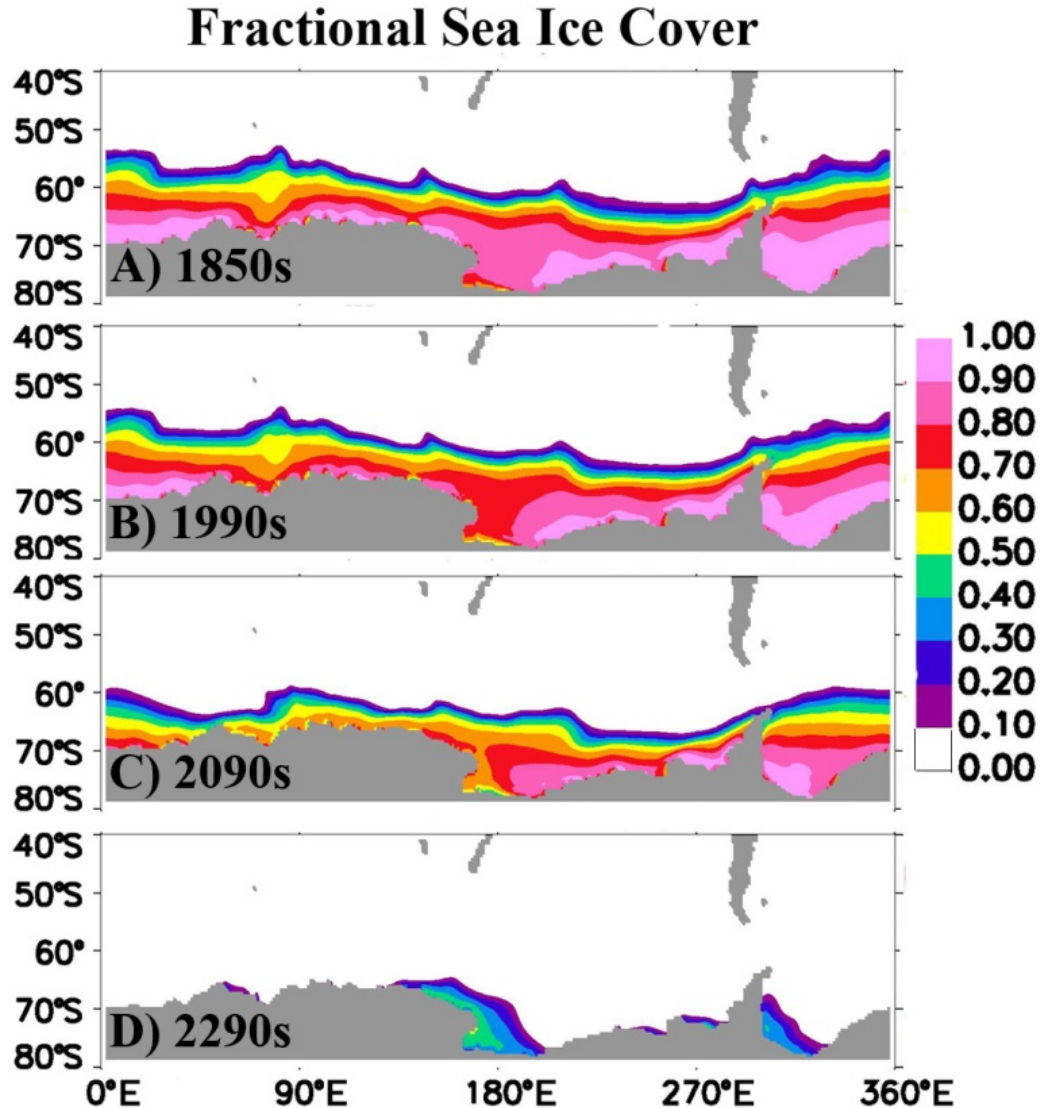 Fractional Sea Ice Cover
40°S
50°S
60°
70°S
80°S
A) 1850s
40°S
50°S
60°
70°S
80°S
B) 1990s
40°S
50°S
60°
70°S
80°S
C) 2090s
40°S
50°S
60°
70°S
80°S
D) 2290s
0°E 90°E 180°E 270°E 360°E
1.00
0.90
0.80
0.70
0.60
0.50
0.40
0.30
0.20
0.10
0.00